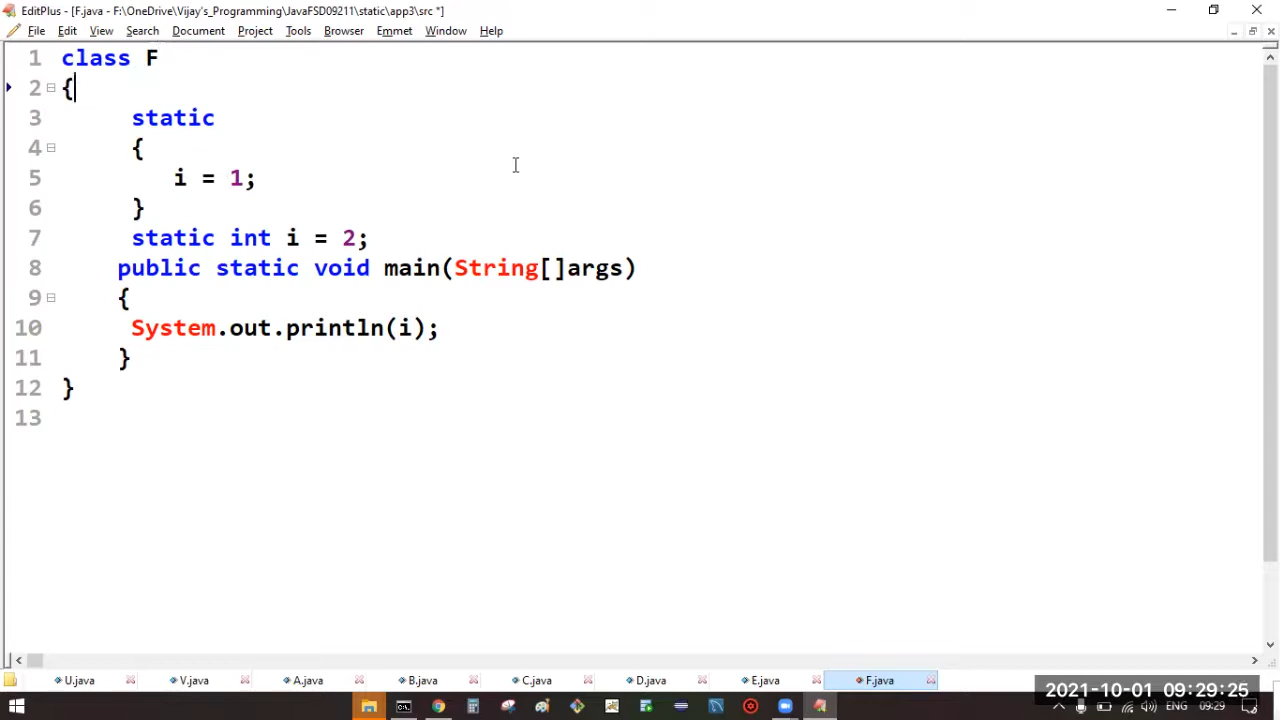 EditPlus - [F.java - F:\OneDrive\Vijay's_Programming\JavaFSD09211\static\app3\src *]
File Edit View Search Document Project Tools Browser Emmet Window Help
1 class F
2 {
3 static
4 {
5 i = 1;
6 }
7 static int i = 2;
8 public static void main(String[]args)
9 {
10 System.out.println(i);
11 }
12 }
13
U.java V.java A.java B.java C.java D.java E.java F.java
2021-10-01 09:29:25
ENG 09:29